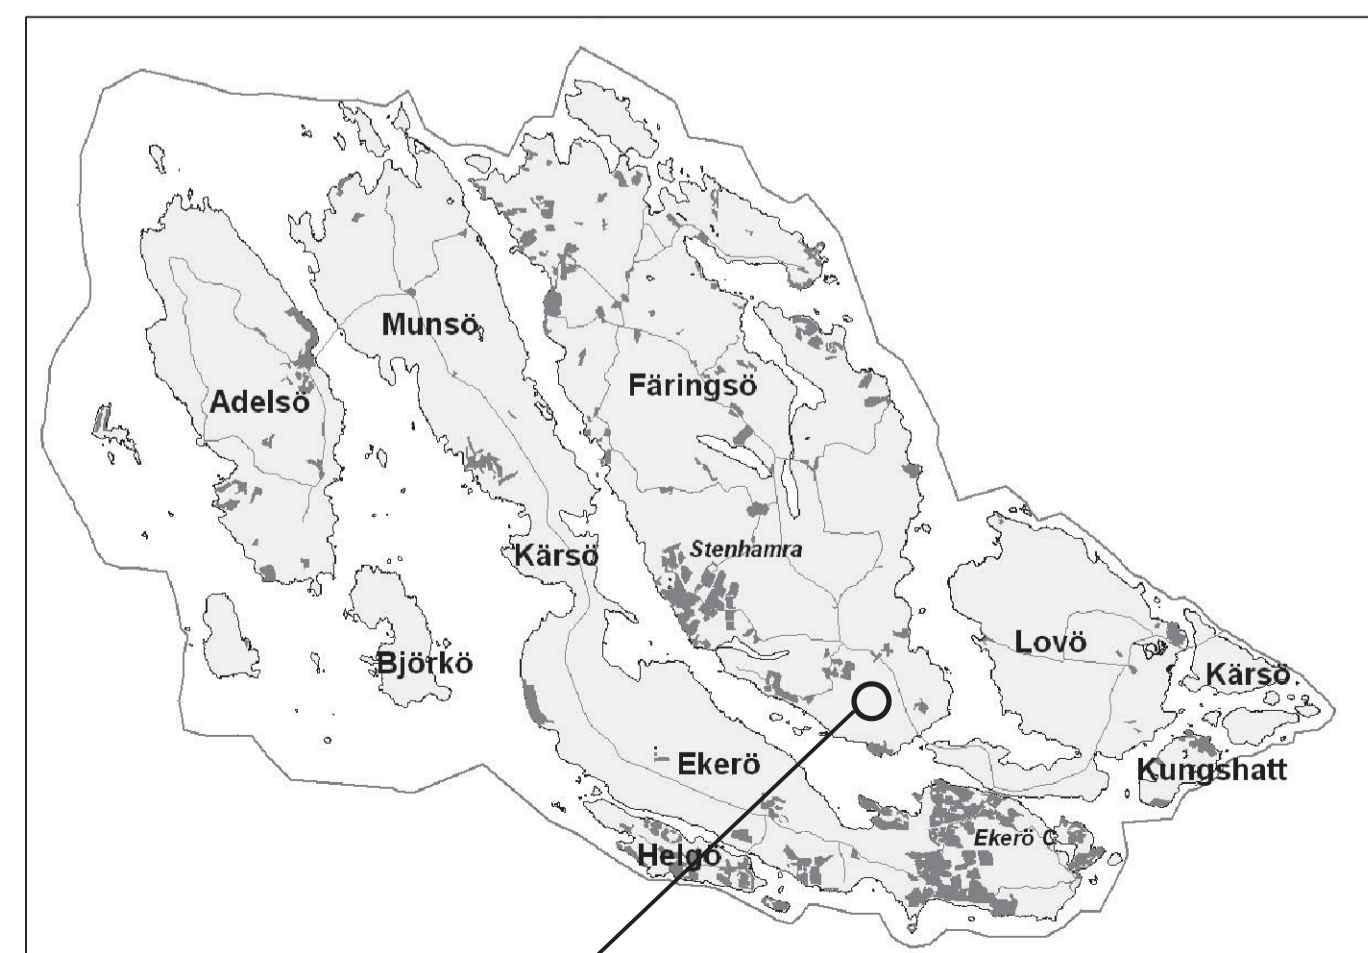 Munsö
Färingsö
Adelsö
Stenhamra
Kärsö
Lovö
Björkö
Kärsö
Ekerö
Kungshatt
Ekerö C
Helgö